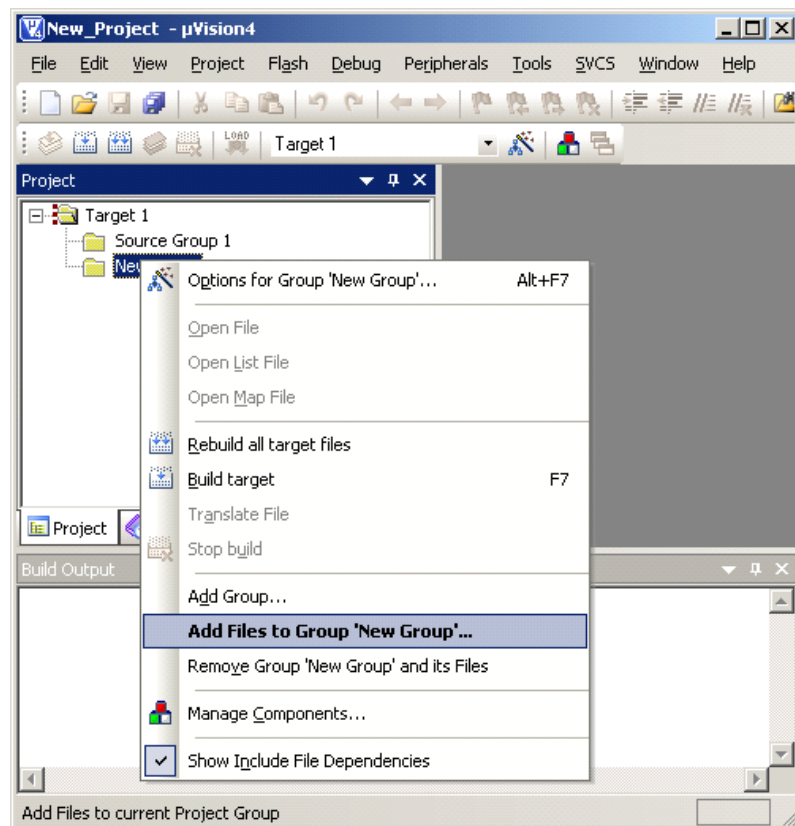 New_Project - µVision4
File Edit View Project Flash Debug Peripherals Tools SVCS Window Help
LOAD Target 1
Project
Target 1
Source Group 1
New
Options for Group 'New Group'... Alt+F7
Open File
Open List File
Open Map File
Rebuild all target files
Build target F7
Translate File
Stop build
Project
Build Output
Add Group...
Add Files to Group 'New Group'...
Remove Group 'New Group' and its Files
Manage Components...
Show Include File Dependencies
Add Files to current Project Group